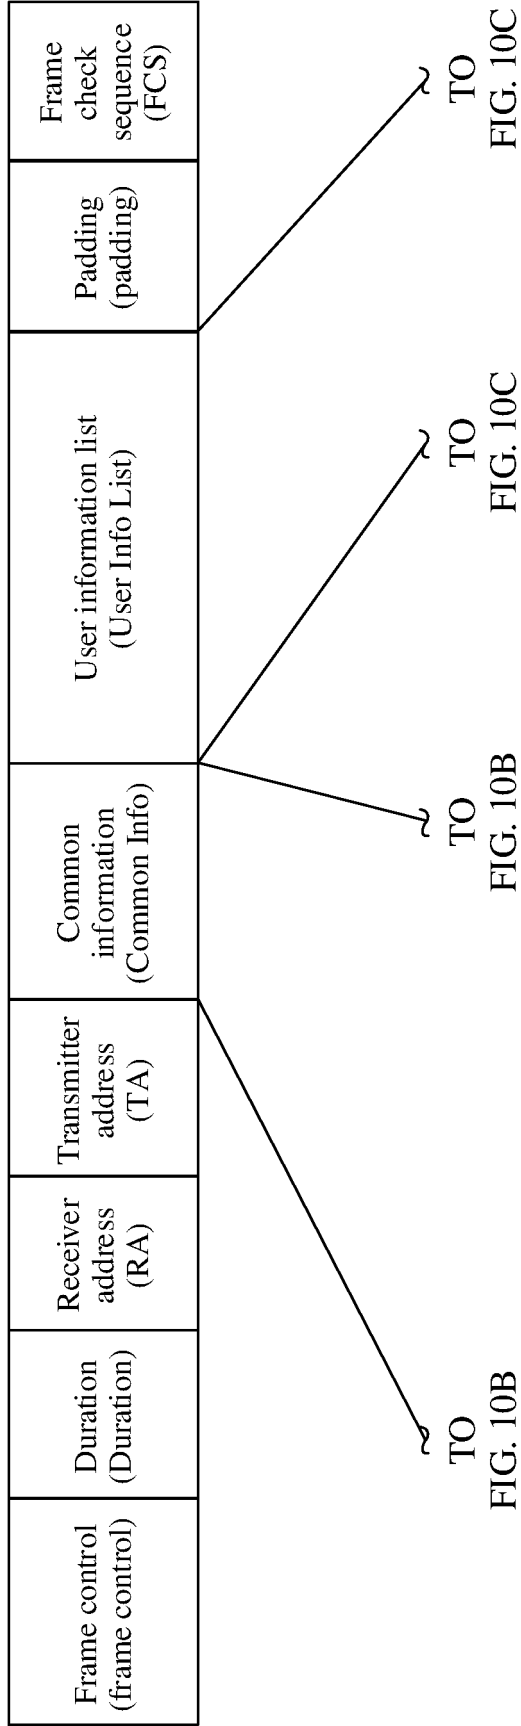 Frame control
(frame control)
Duration
(Duration)
Receiver
address
(RA)
Transmitter
address
(TA)
Common
information
(Common Info)
User information list
(User Info List)
Padding
(padding)
Frame
check
sequence
(FCS)
TO
FIG. 10B
TO
FIG. 10B
TO
FIG. 10C
TO
FIG. 10C